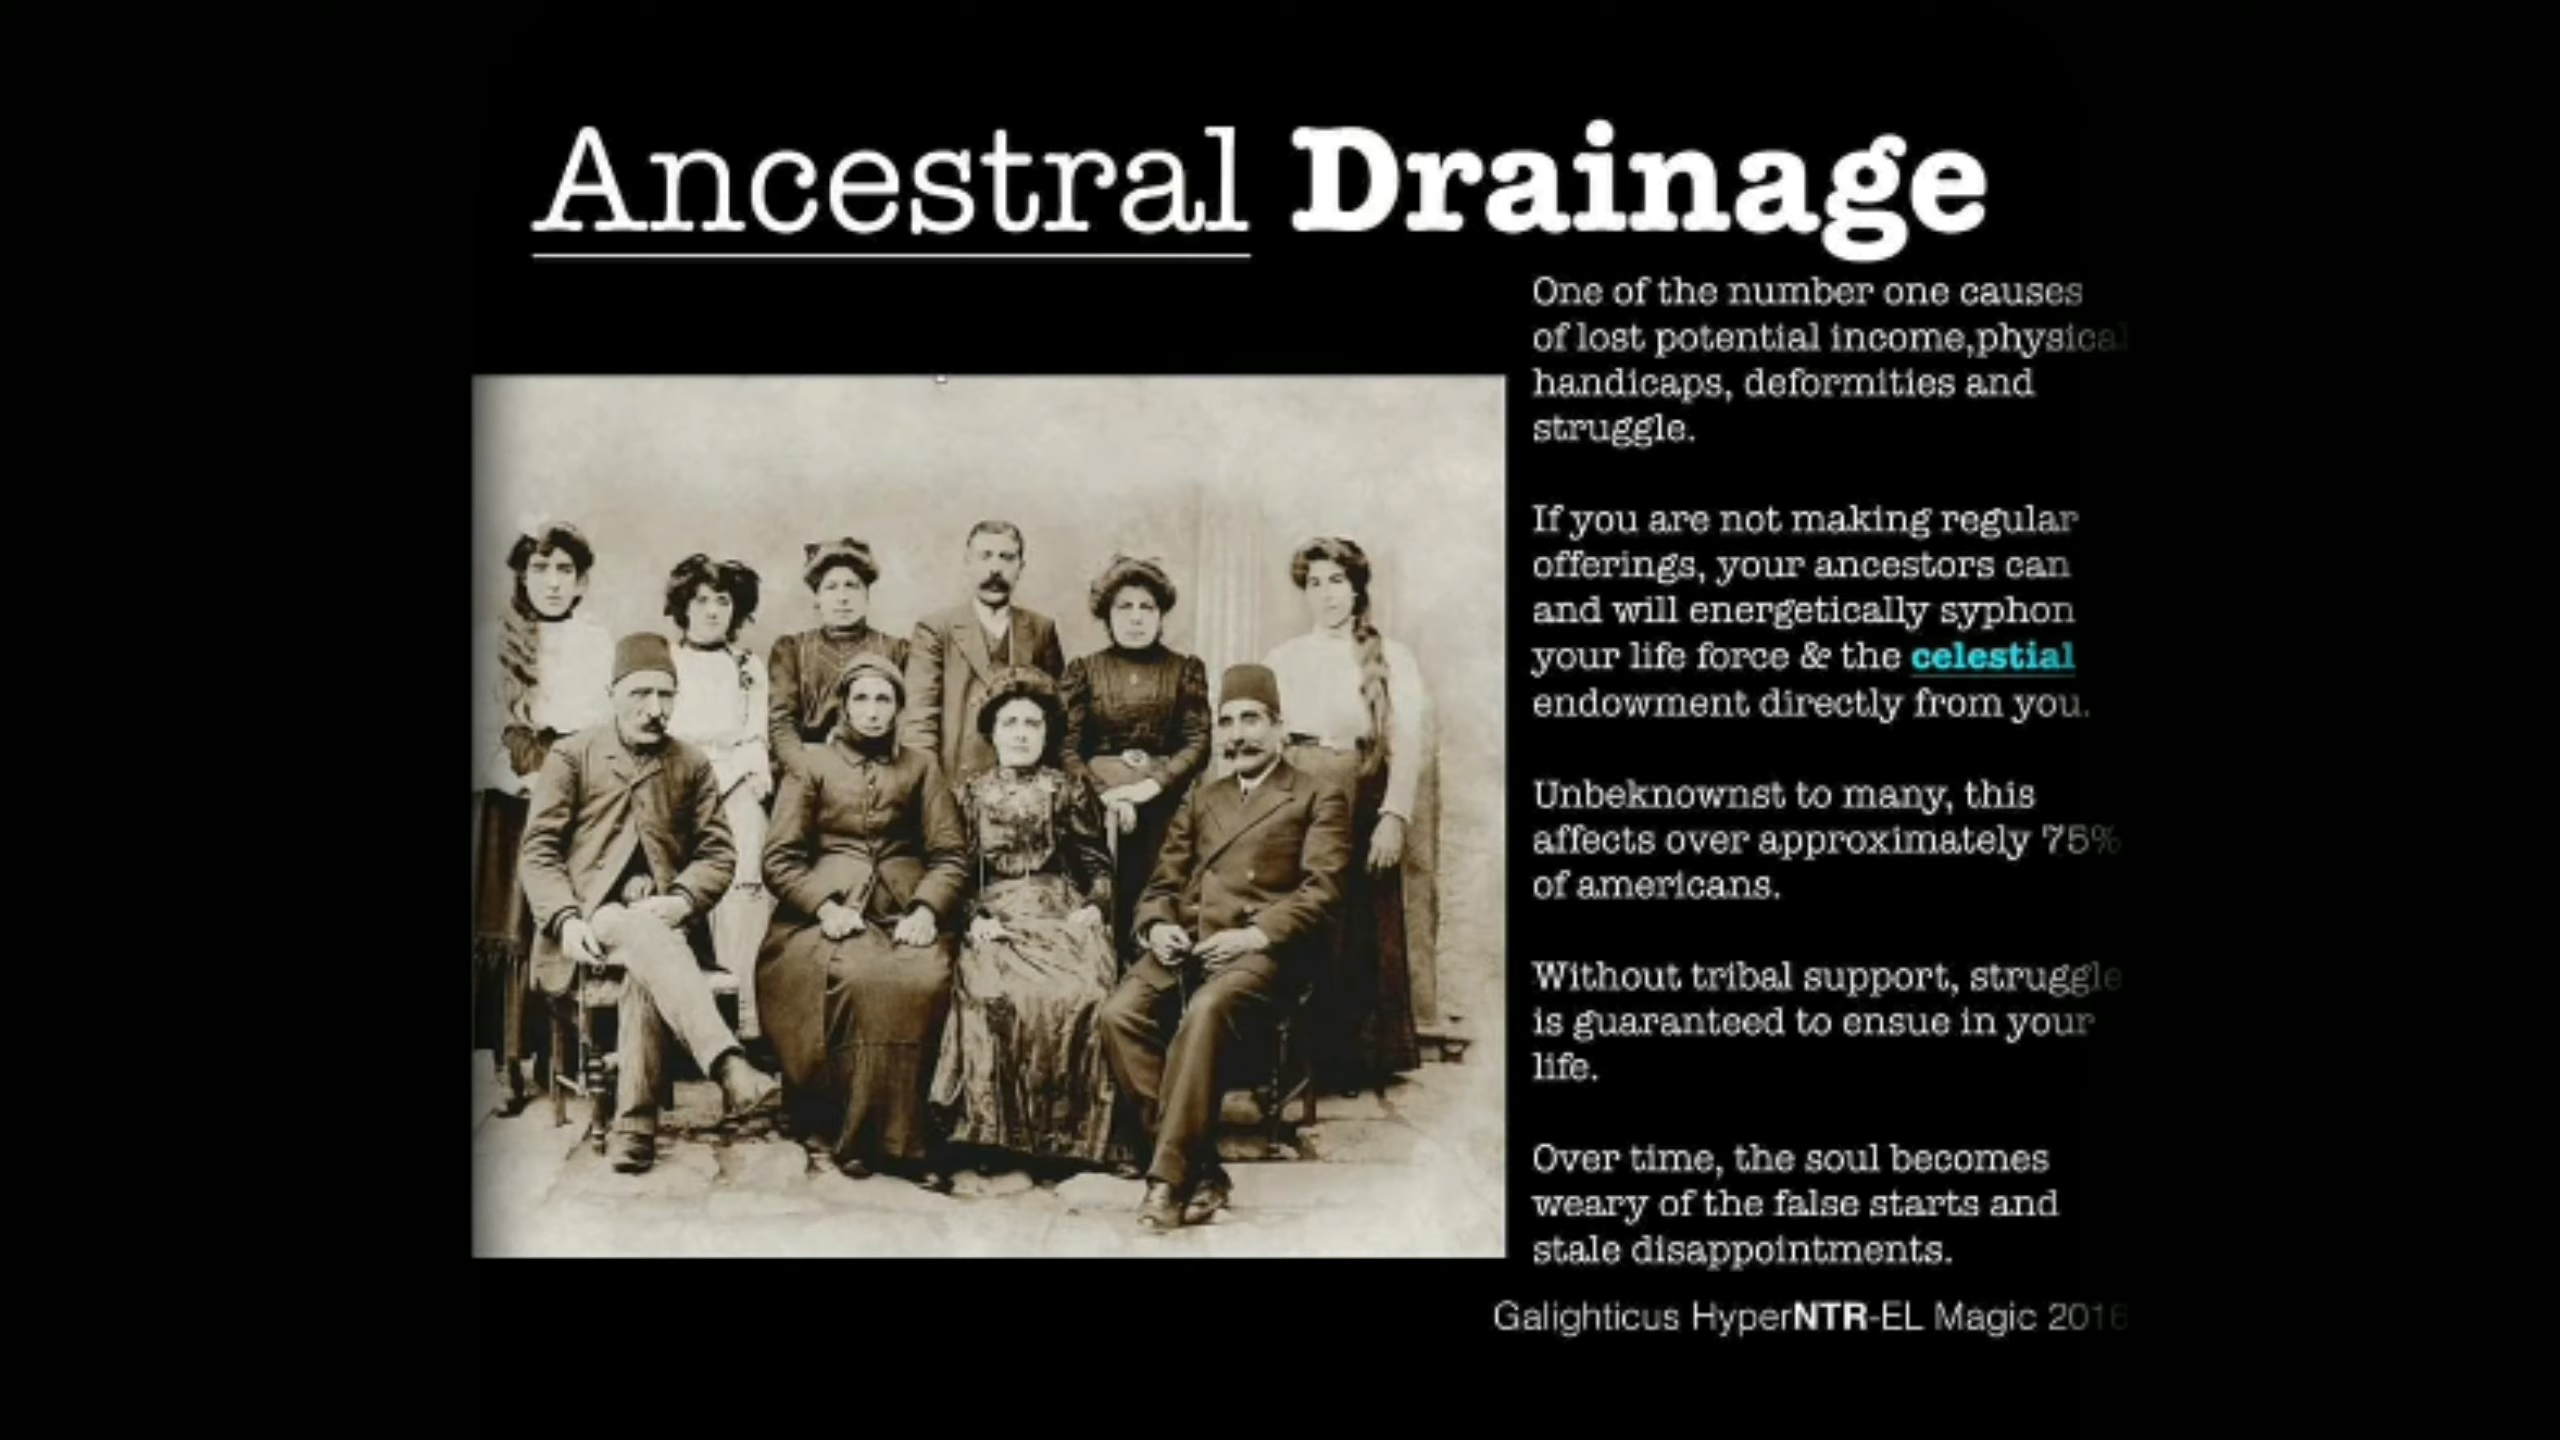 Ancestral Drainage
One of the number one causes
of lost potential income,physical
handicaps, deformities and
struggle.
If you are not making regular
offerings, your ancestors can
and will energetically syphon
your life force & the celestial
endowment directly from you.
Unbeknownst to many, this
affects over approximately 75%
of americans.
Without tribal support, struggle
is guaranteed to ensue in your
life.
Over time, the soul becomes
weary of the false starts and
stale disappointments.
Galighticus HyperNTR-EL Magic 2016